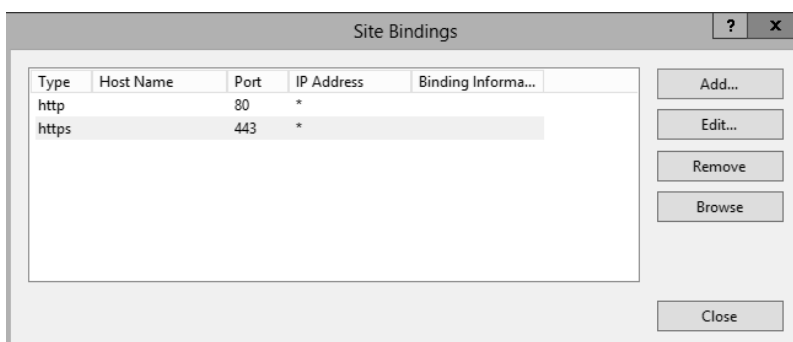 Site Bindings
? x
Type Host Name Port IP Address Binding Informa...
http 80 *
https 443 *
Add...
Edit...
Remove
Browse
Close